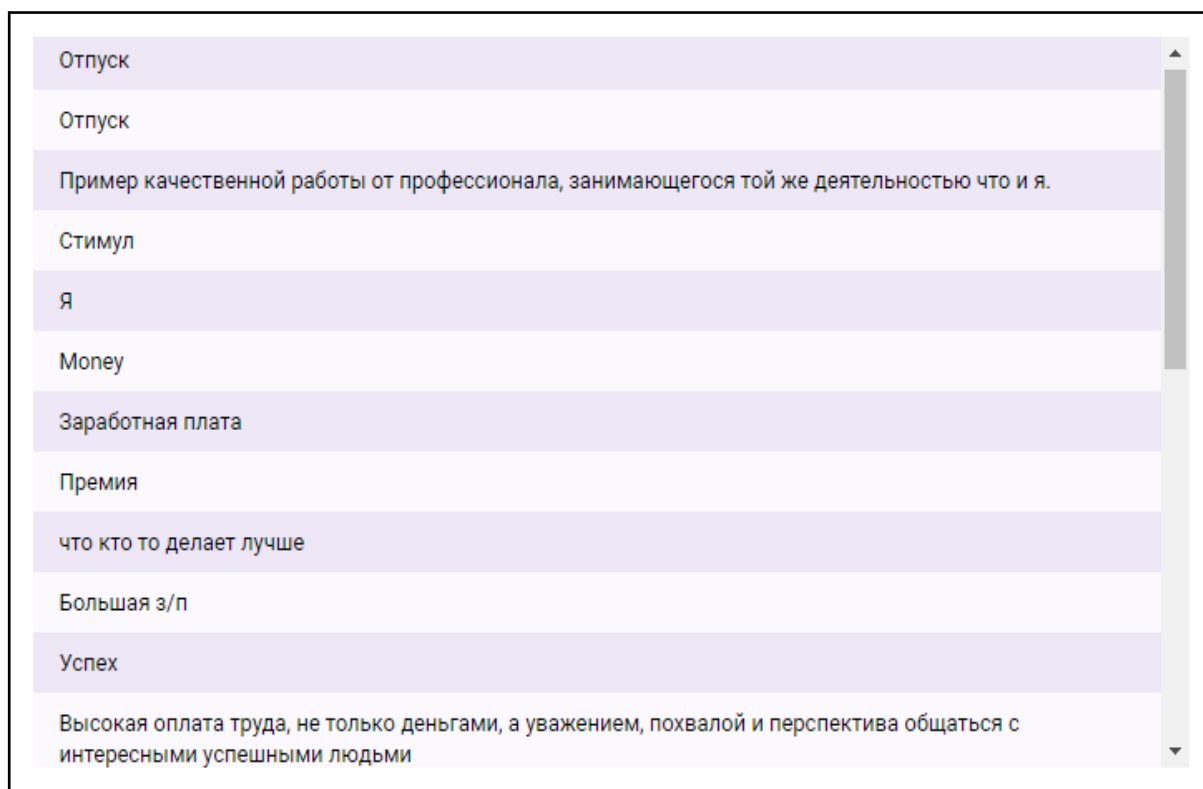 Отпуск
Отпуск
Пример качественной работы от профессионала, занимающегося той же деятельностью что и я.
Стимул
Я
Money
Заработная плата
Премия
что кто то делает лучше
Большая з/п
Успех
Высокая оплата труда, не только деньгами, а уважением, похвалой и перспектива общаться с
интересными успешными людьми